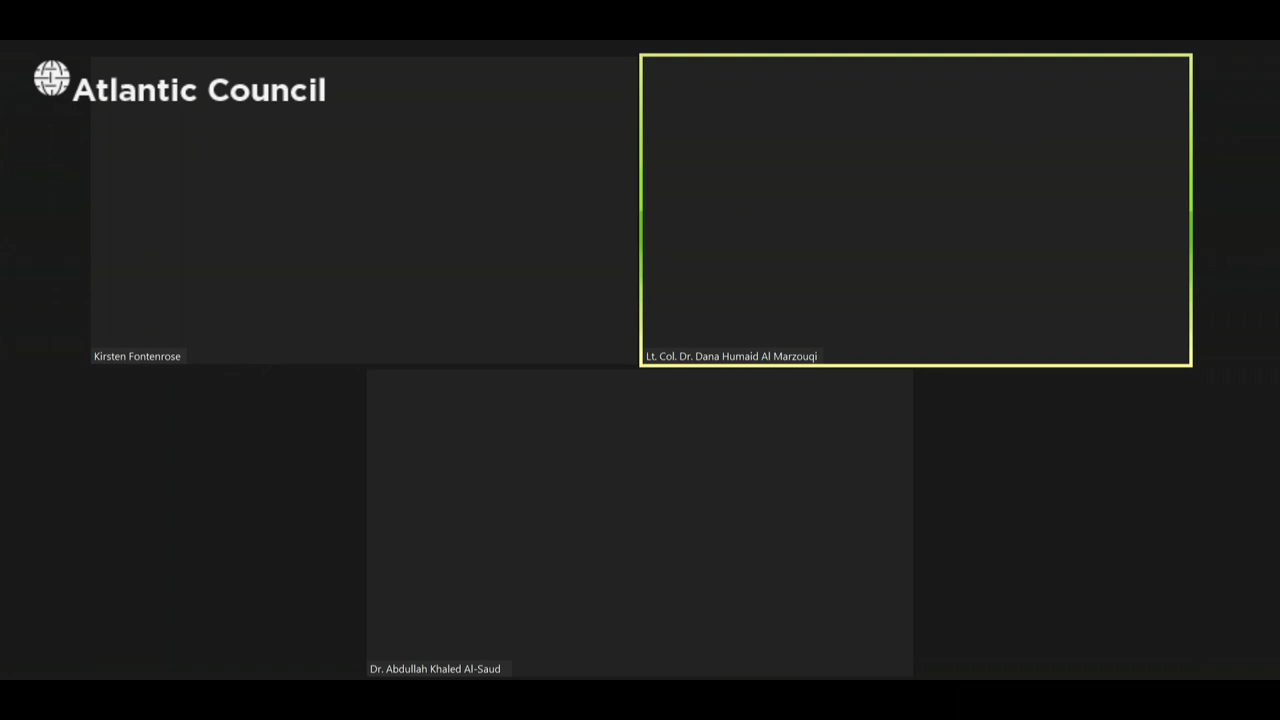 Atlantic Council
Kirsten Fontenrose
Lt. Col. Dr. Dana Humaid Al Marzouqi
Dr. Abdullah Khaled Al-Saud